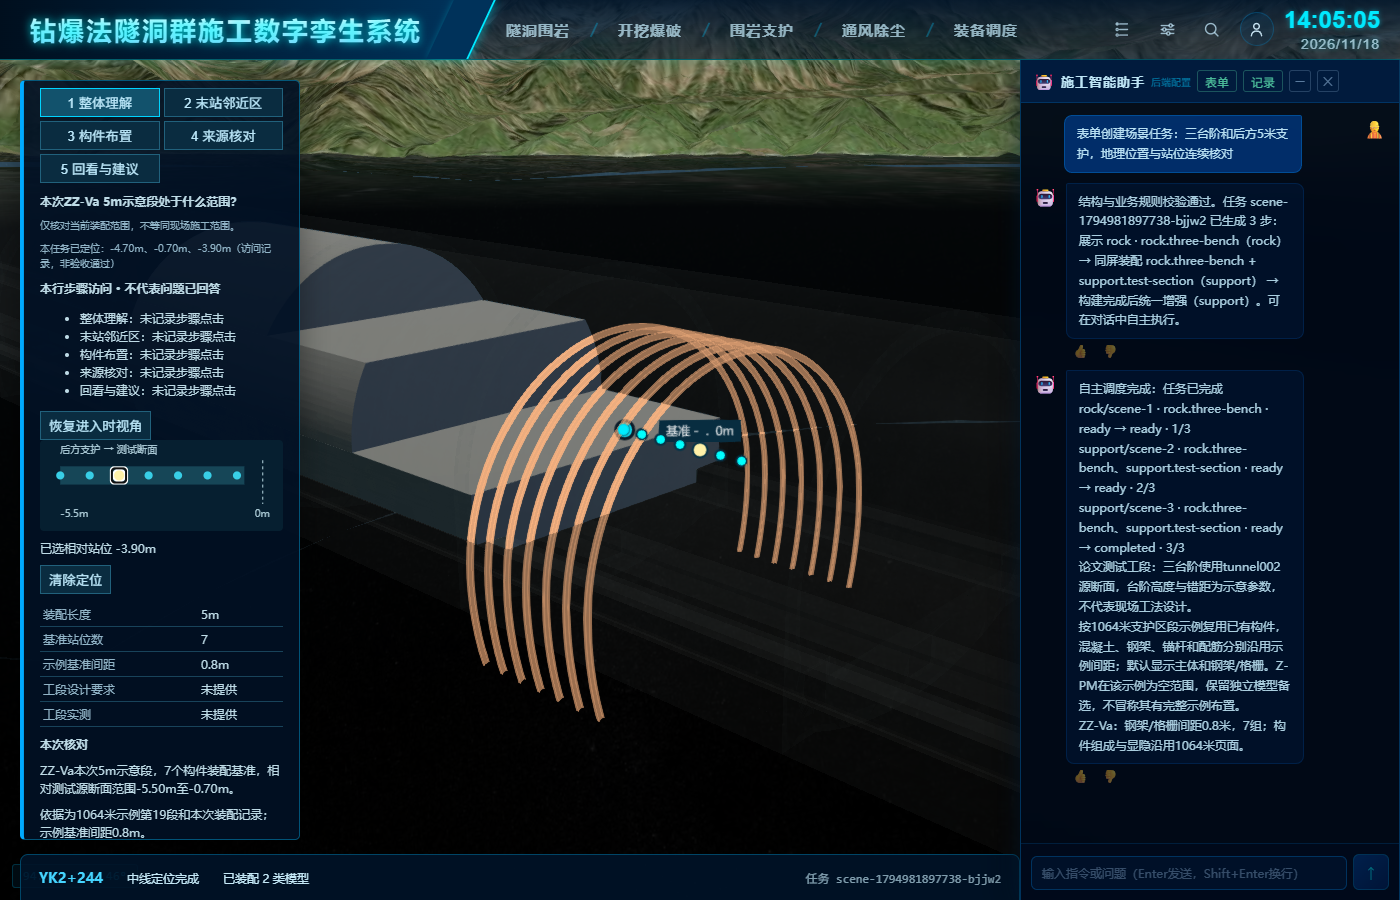 钻爆法隧洞群施工数字孪生系统
隧洞围岩 / 开挖爆破 / 围岩支护 / 通风除尘 / 装备调度
14:05:05
2026/11/18
1 整体理解
2 末站邻近区
3 构件布置
4 来源核对
5 回看与建议
本次ZZ-Va 5m示意段处于什么范围?
仅核对当前装配范围，不等同现场施工范围。
本任务已定位：-4.70m、-0.70m、-3.90m（访问记
录，非验收通过）
本行步骤访问 • 不代表问题已回答
整体理解：未记录步骤点击
末站邻近区：未记录步骤点击
构件布置：未记录步骤点击
来源核对：未记录步骤点击
回看与建议：未记录步骤点击
恢复进入时视角
后方支护 → 测试断面
-5.5m
0m
已选相对站位 -3.90m
清除定位
装配长度 5m
基准站位数 7
示例基准间距 0.8m
工段设计要求 未提供
工段实测 未提供
本次核对
ZZ-Va本次5m示意段，7个构件装配基准，相
对测试源断面范围-5.50m至-0.70m。
依据为1064米示例第19段和本次装配记录；
示例基准间距0.8m。
基准 - . 0m
YK2+244
中线定位完成
已装配 2 类模型
任务 scene-1794981897738-bjjw2
施工智能助手
后端配置
表单
记录
表单创建场景任务：三台阶和后方5米支
护，地理位置与站位连续核对
结构与业务规则校验通过。任务 scene-
1794981897738-bjjw2 已生成 3 步：
展示 rock · rock.three-bench（rock）
→ 同屏装配 rock.three-bench +
support.test-section（support） →
构建完成后统一增强（support）。可
在对话中自主执行。
自主调度完成：任务已完成
rock/scene-1 · rock.three-bench ·
ready → ready · 1/3
support/scene-2 · rock.three-
bench、support.test-section · ready
→ ready · 2/3
support/scene-3 · rock.three-
bench、support.test-section · ready
→ completed · 3/3
论文测试工段：三台阶使用tunnel002
源断面，台阶高度与错距为示意参数，
不代表现场工法设计。
按1064米支护区段示例复用已有构件，
混凝土、钢架、锚杆和配筋分别沿用示
例间距；默认显示主体和钢架/格栅。Z-
PM在该示例为空范围，保留独立模型备
选，不冒称其有完整示例布置。
ZZ-Va：钢架/格栅间距0.8米，7组；构
件组成与显隐沿用1064米页面。
输入指令或问题（Enter发送，Shift+Enter换行）